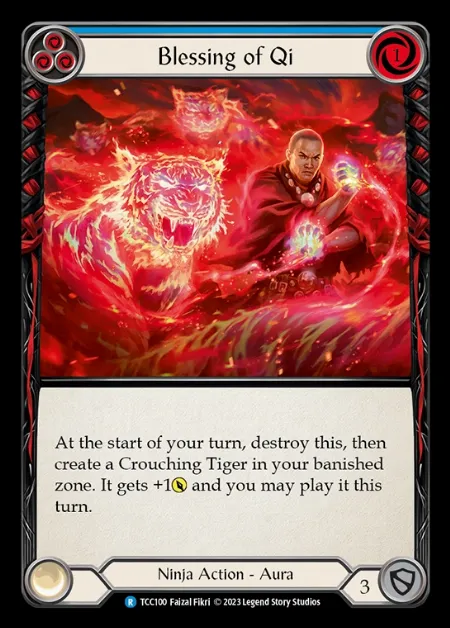 Blessing of Qi
1
At the start of your turn, destroy this, then
create a Crouching Tiger in your banished
zone. It gets +1 and you may play it this
turn.
Ninja Action - Aura
3
R TCC100 Faizal Fikri © 2023 Legend Story Studios